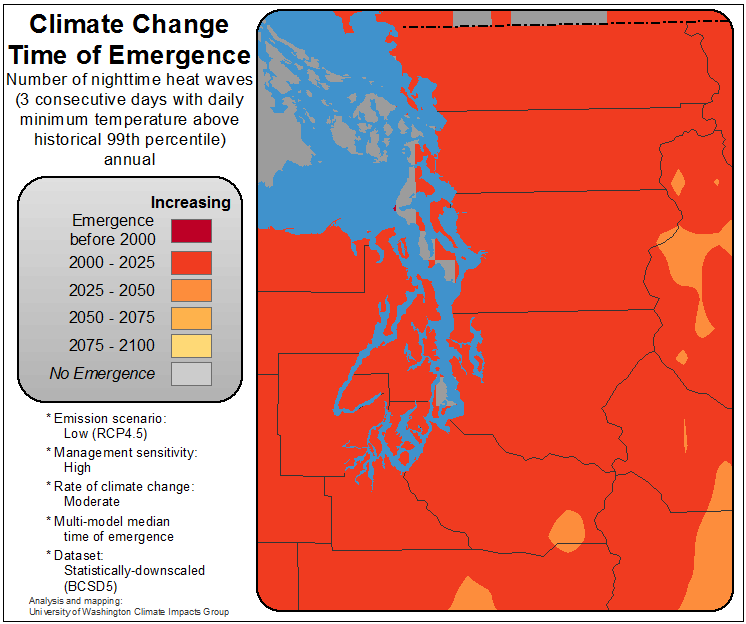 Climate Change
Time of Emergence
Number of nighttime heat waves
(3 consecutive days with daily
minimum temperature above
historical 99th percentile)
annual
Increasing
Emergence
before 2000
2000 - 2025
2025 - 2050
2050 - 2075
2075 - 2100
No Emergence
* Emission scenario:
Low (RCP4.5)
* Management sensitivity:
High
* Rate of climate change:
Moderate
* Multi-model median
time of emergence
* Dataset:
Statistically-downscaled
(BCSD5)
Analysis and mapping:
University of Washington Climate Impacts Group